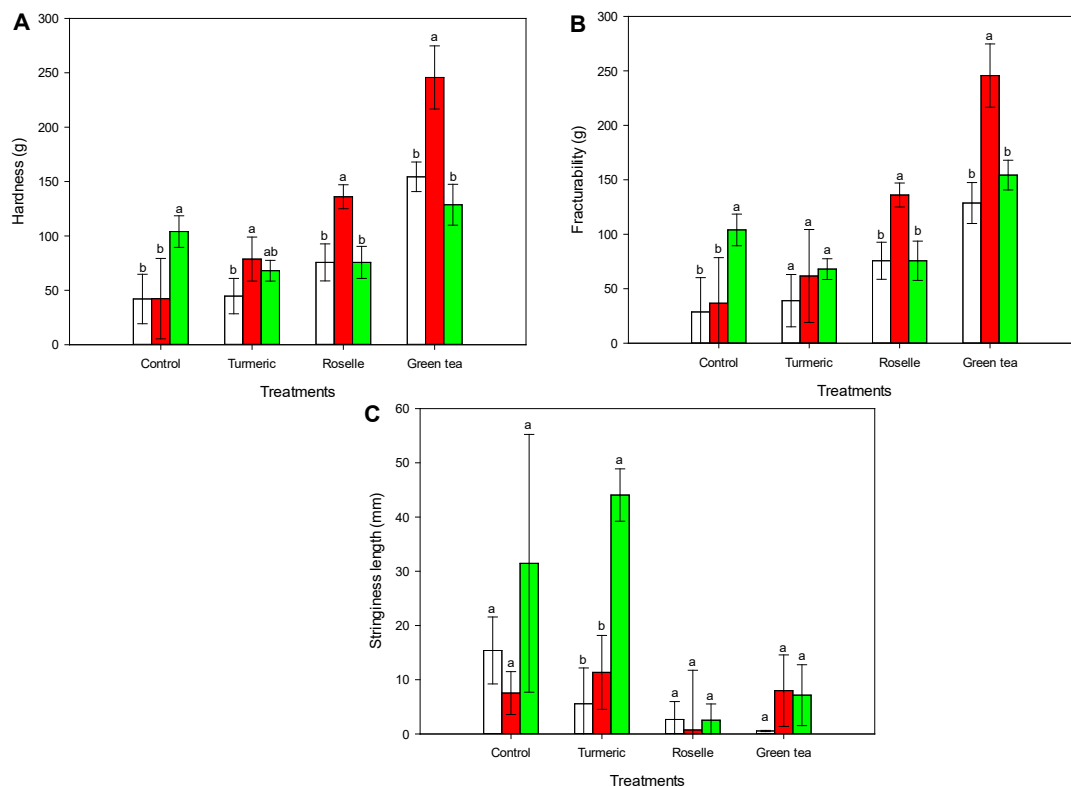 A
Hardness (g)
300
250
200
150
100
50
0
b b a
b a ab
b a b
b a b
Control Turmeric Roselle Green tea
Treatments
B
Fracturability (g)
300
250
200
150
100
50
0
b b a
a a a
b a b
b a b
Control Turmeric Roselle Green tea
Treatments
C
Stringiness length (mm)
60
50
40
30
20
10
0
a a a
b b a
a a a
a a a
Control Turmeric Roselle Green tea
Treatments